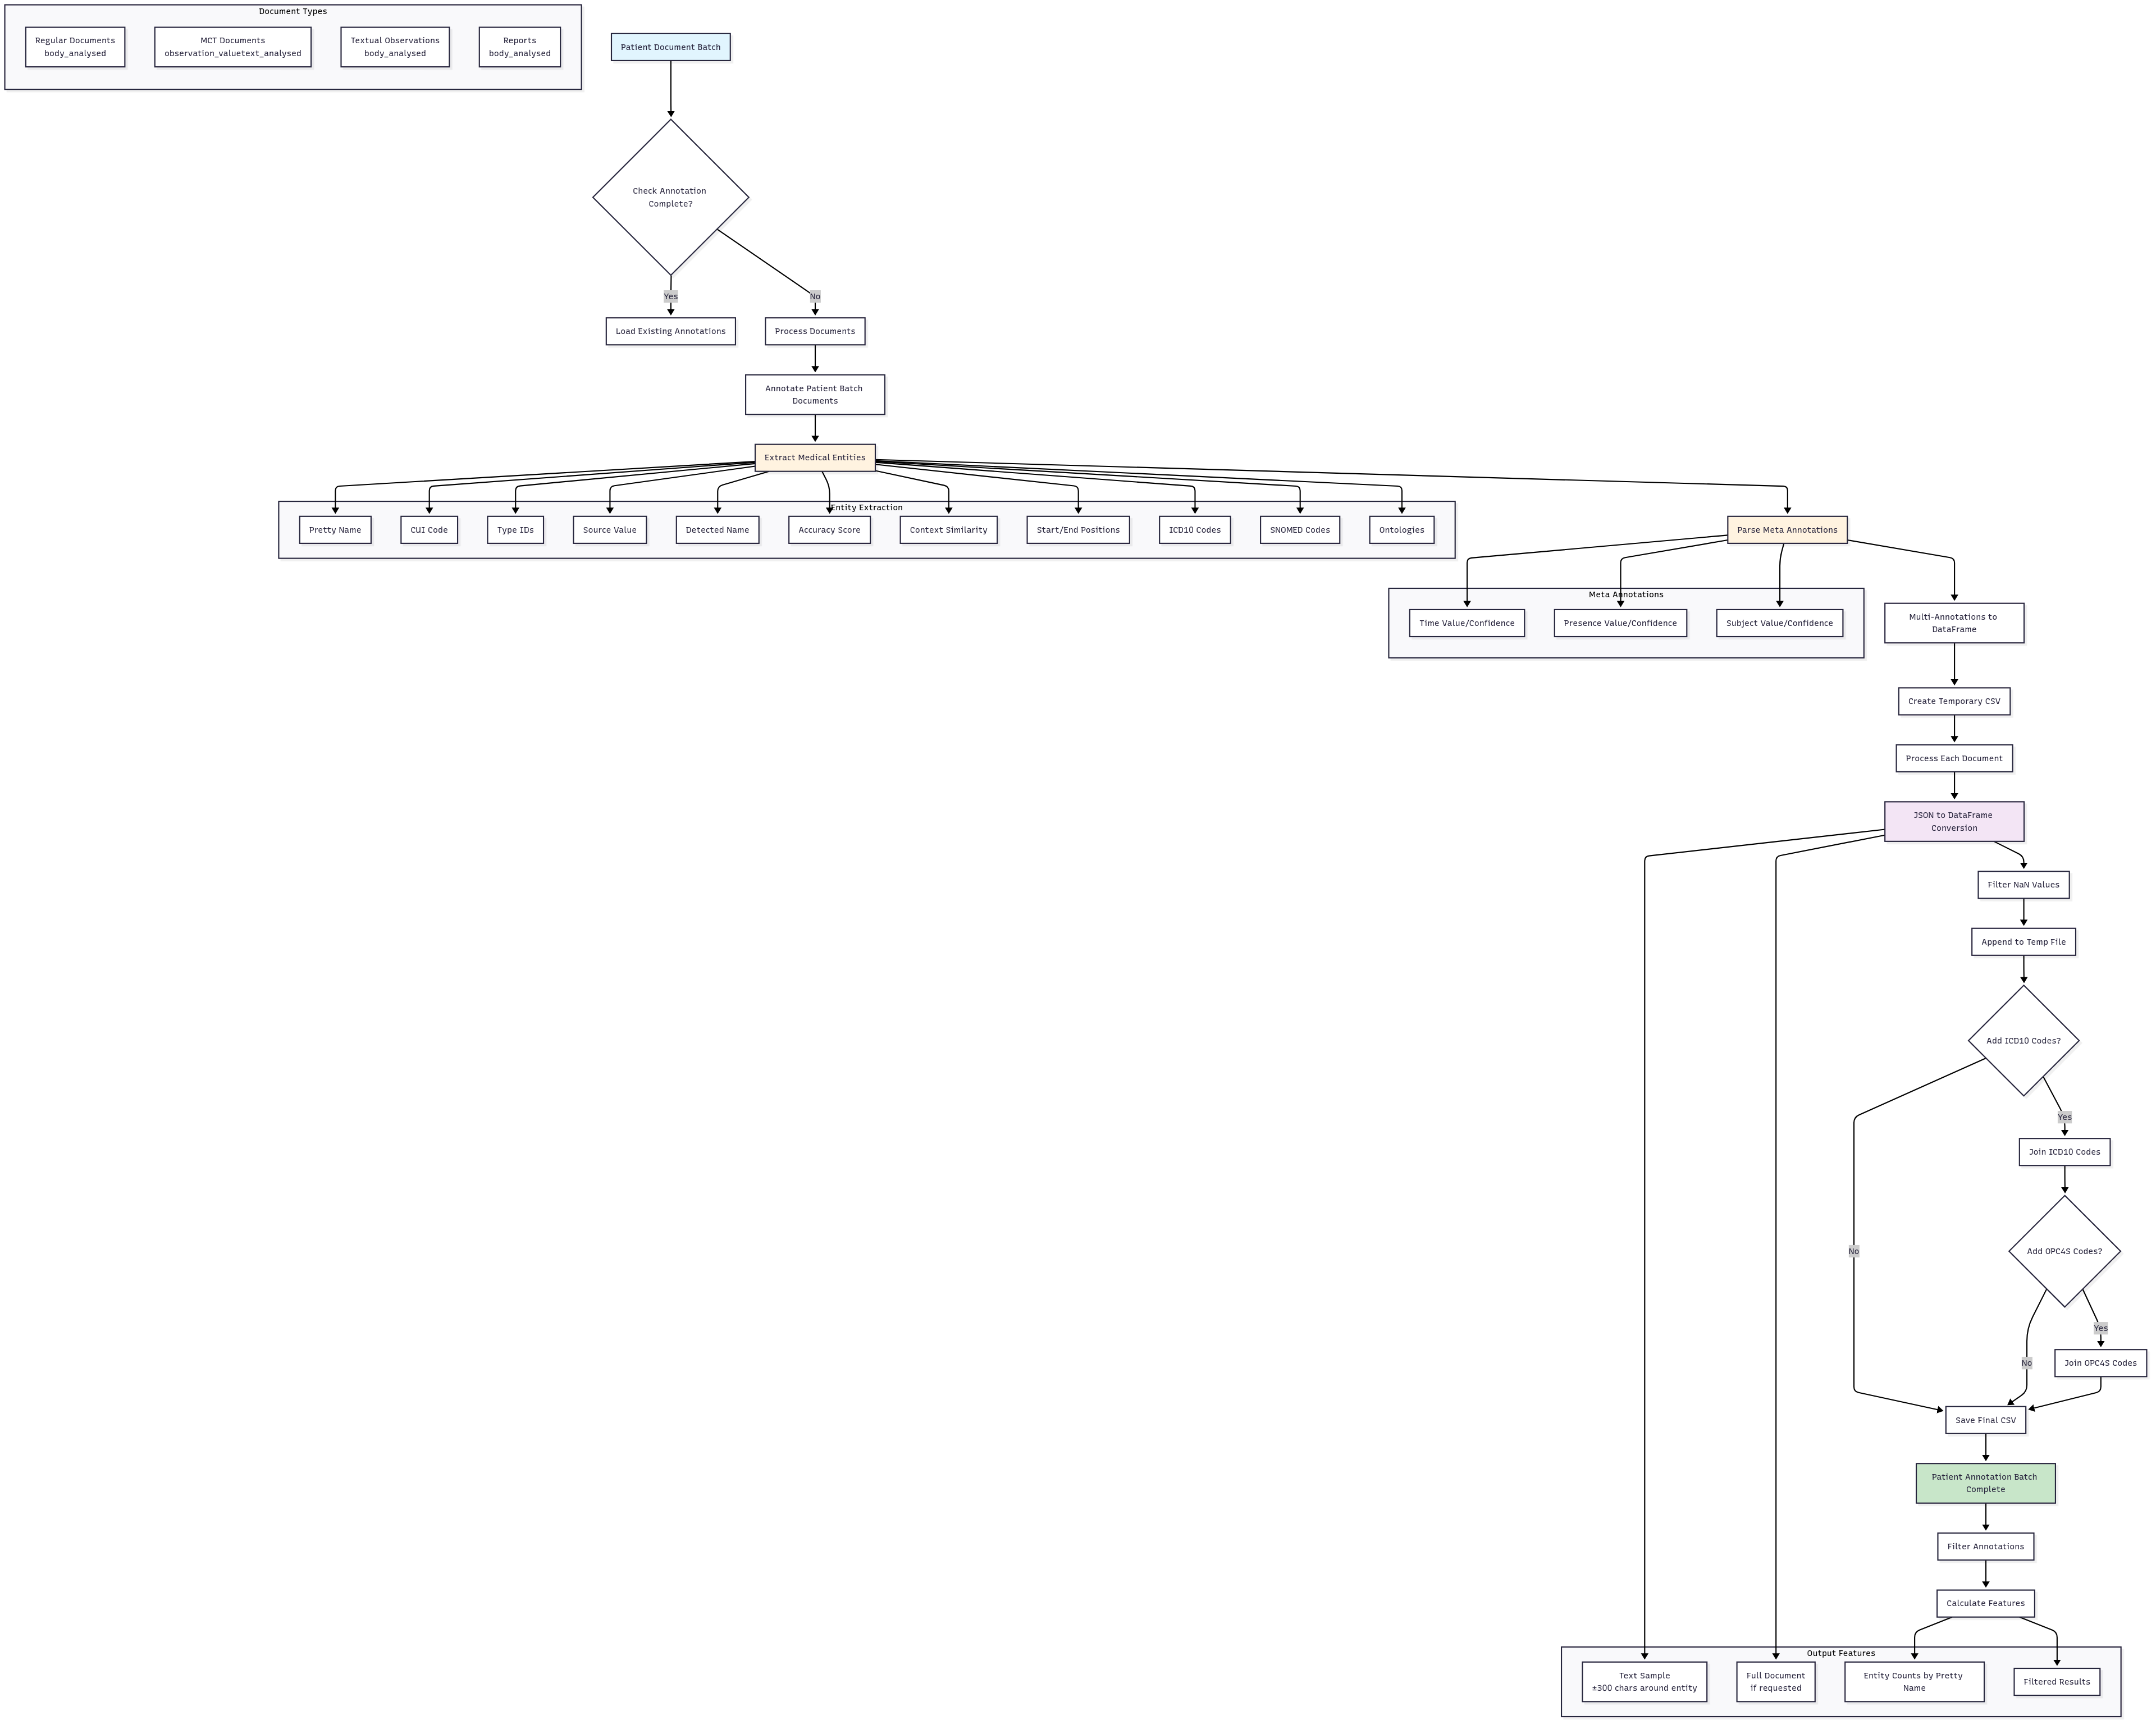 Document Types
Regular Documents
body_analysed
MCT Documents
observation_valuetext_analysed
Textual Observations
body_analysed
Reports
body_analysed
Patient Document Batch
Check Annotation
Complete?
Yes
No
Load Existing Annotations
Process Documents
Annotate Patient Batch
Documents
Extract Medical Entities
Entity Extraction
Pretty Name
CUI Code
Type IDs
Source Value
Detected Name
Accuracy Score
Context Similarity
Start/End Positions
ICD10 Codes
SNOMED Codes
Ontologies
Parse Meta Annotations
Meta Annotations
Time Value/Confidence
Presence Value/Confidence
Subject Value/Confidence
Multi-Annotations to
DataFrame
Create Temporary CSV
Process Each Document
JSON to DataFrame
Conversion
Filter NaN Values
Append to Temp File
Add ICD10 Codes?
Yes
Join ICD10 Codes
No
Add OPC4S Codes?
Yes
No
Join OPC4S Codes
Save Final CSV
Patient Annotation Batch
Complete
Filter Annotations
Calculate Features
Output Features
Text Sample
±300 chars around entity
Full Document
if requested
Entity Counts by Pretty
Name
Filtered Results